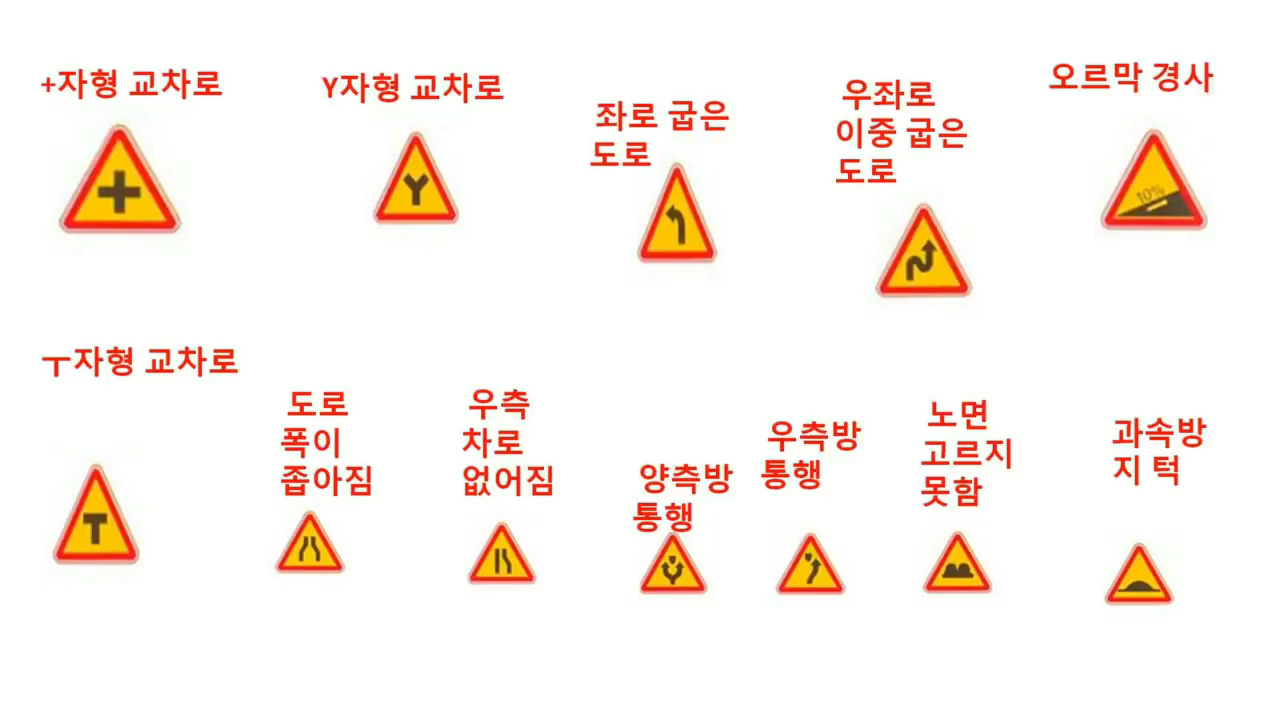 +자형 교차로
Y자형 교차로
좌로 굽은
도로
우좌로
이중 굽은
도로
오르막 경사
10%
ㅜ자형 교차로
도로
폭이
좁아짐
우측
차로
없어짐
양측방
통행
우측방
통행
노면
고르지
못함
과속방
지 턱